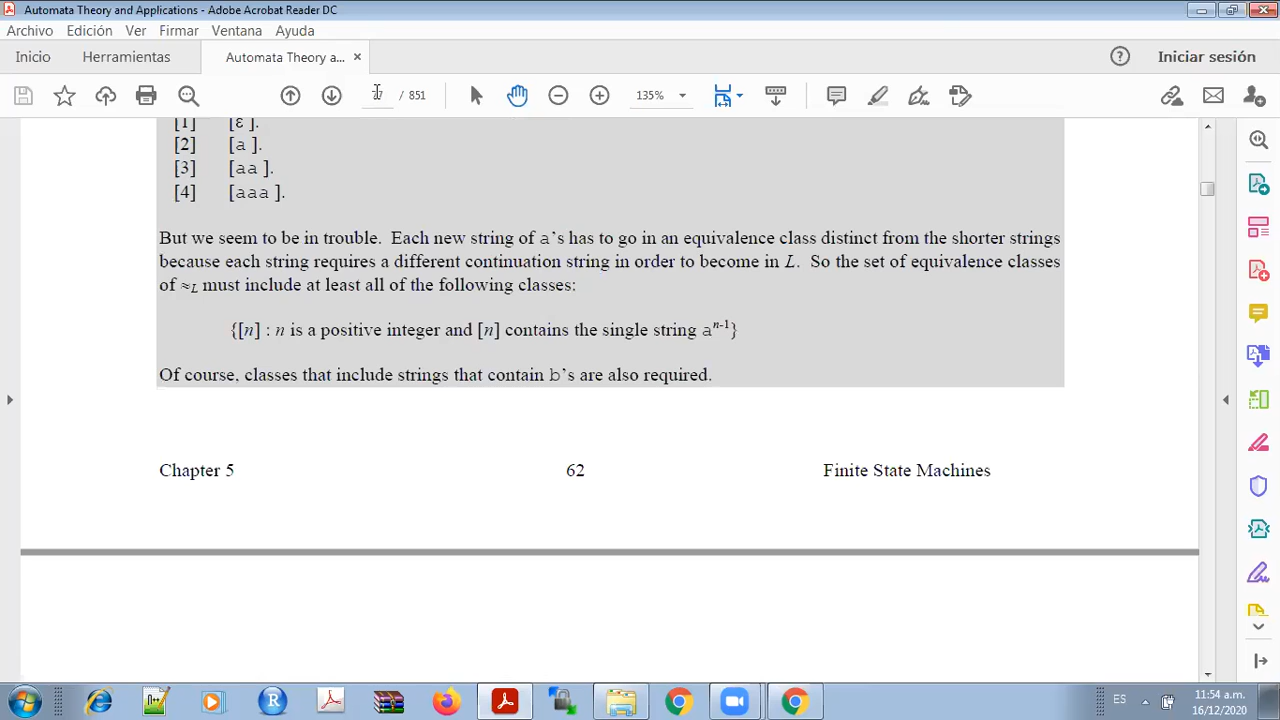 Automata Theory and Applications - Adobe Acrobat Reader DC
Archivo Edición Ver Firmar Ventana Ayuda
Inicio Herramientas Automata Theory a... ×
/ 851 135% Iniciar sesión
[1] [ε ].
[2] [a ].
[3] [aa ].
[4] [aaa ].
But we seem to be in trouble. Each new string of has to go in an equivalence class distinct from the shorter strings
because each string requires a different continuation string in order to become in L. So the set of equivalence classes
of ≈L must include at least all of the following classes:
{[n] : n is a positive integer and [n] contains the single string aⁿ⁻¹}
Of course, classes that include strings that contain b's are also required.
Chapter 5 62 Finite State Machines
ES 11:54 a.m.
16/12/2020